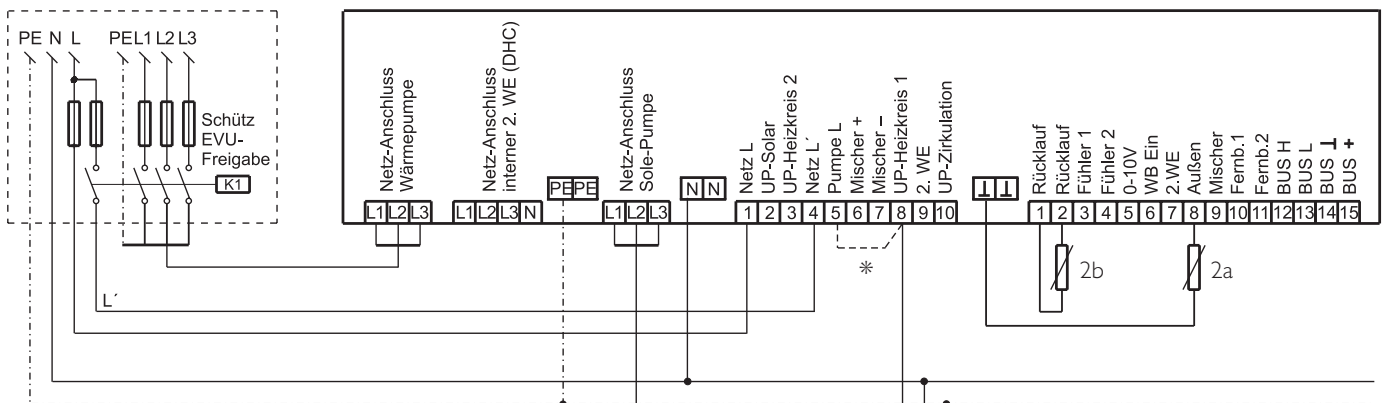 PE N L PE L1 L2 L3
Schütz
EVU-
Freigabe
K1
L´
Netz-Anschluss
Wärmepumpe
L1 L2 L3
Netz-Anschluss
interner 2. WE (DHC)
L1 L2 L3 N
PE PE
Netz-Anschluss
Sole-Pumpe
L1 L2 L3
N N
Netz L
UP-Solar
UP-Heizkreis 2
Netz L´
Pumpe L
Mischer +
Mischer –
UP-Heizkreis 1
2. WE
UP-Zirkulation
1 2 3 4 5 6 7 8 9 10
*
⊥ ⊥
Rücklauf
Rücklauf
Fühler 1
Fühler 2
0-10V
WB Ein
2.WE
Außen
Mischer
Fernb.1
Fernb.2
BUS H
BUS L
BUS ⊥
BUS +
1 2 3 4 5 6 7 8 9 10 11 12 13 14 15
2b
2a